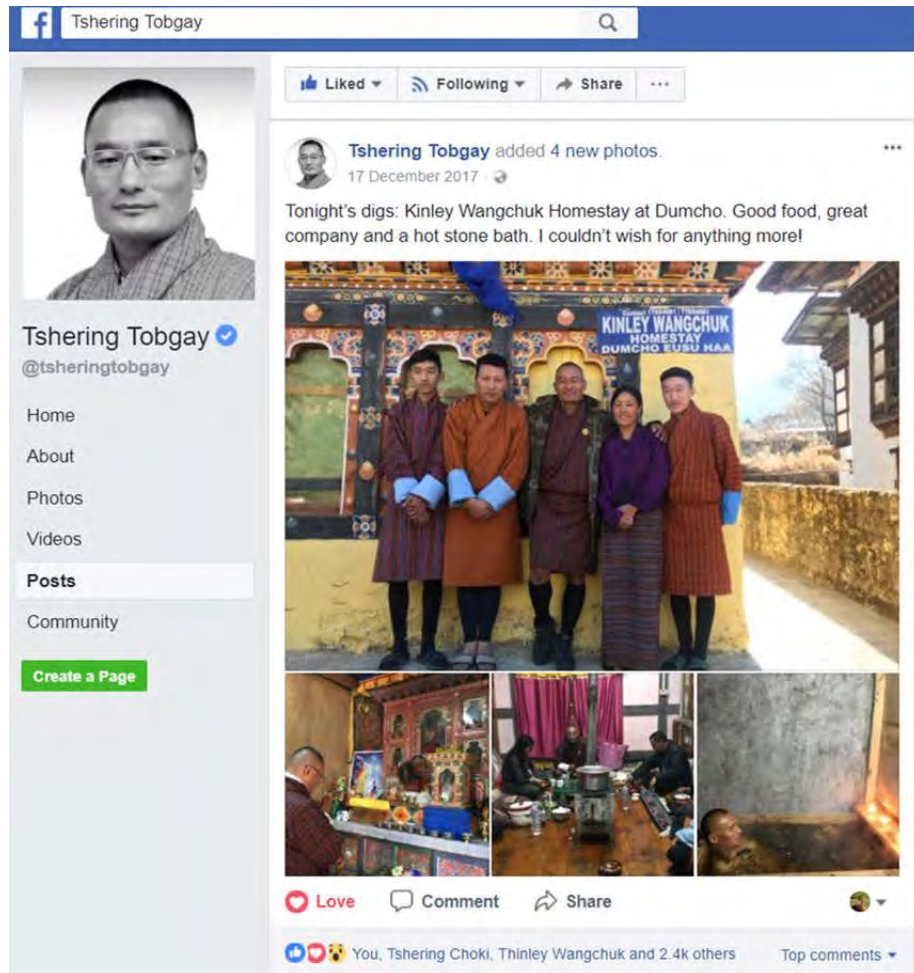 Tshering Tobgay
Liked
Following
Share
Tshering Tobgay added 4 new photos.
17 December 2017
Tonight's digs: Kinley Wangchuk Homestay at Dumcho. Good food, great
company and a hot stone bath. I couldn't wish for anything more!
KINLEY WANGCHUK
HOMESTAY
DUMCHO EUSU HAA
Tshering Tobgay
@tsheringtobgay
Home
About
Photos
Videos
Posts
Community
Create a Page
Love
Comment
Share
You, Tshering Choki, Thinley Wangchuk and 2.4k others
Top comments